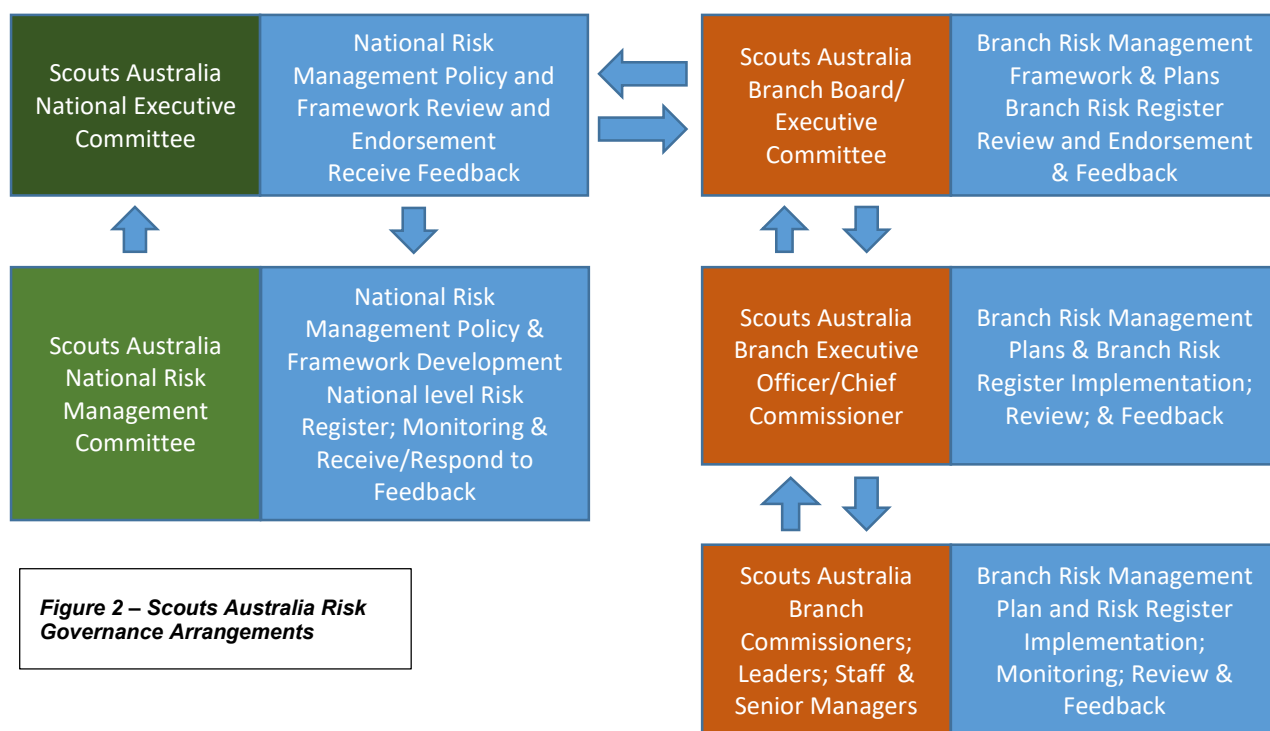 Scouts Australia
National Executive
Committee
National Risk
Management Policy and
Framework Review and
Endorsement
Receive Feedback
Scouts Australia
Branch Board/
Executive
Committee
Branch Risk Management
Framework & Plans
Branch Risk Register
Review and Endorsement
& Feedback
Scouts Australia
National Risk
Management
Committee
National Risk
Management Policy &
Framework Development
National level Risk
Register; Monitoring &
Receive/Respond to
Feedback
Scouts Australia
Branch Executive
Officer/Chief
Commissioner
Branch Risk Management
Plans & Branch Risk
Register Implementation;
Review; & Feedback
Scouts Australia
Branch
Commissioners;
Leaders; Staff &
Senior Managers
Branch Risk Management
Plan and Risk Register
Implementation;
Monitoring; Review &
Feedback
Figure 2 – Scouts Australia Risk
Governance Arrangements